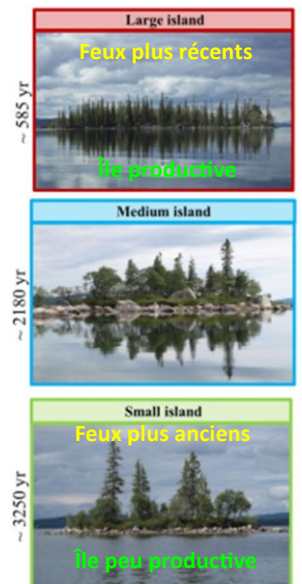 Large island
Feux plus récents
~ 585 yr
Île productive
Medium island
~ 2180 yr
Small island
Feux plus anciens
~ 3250 yr
Île peu productive